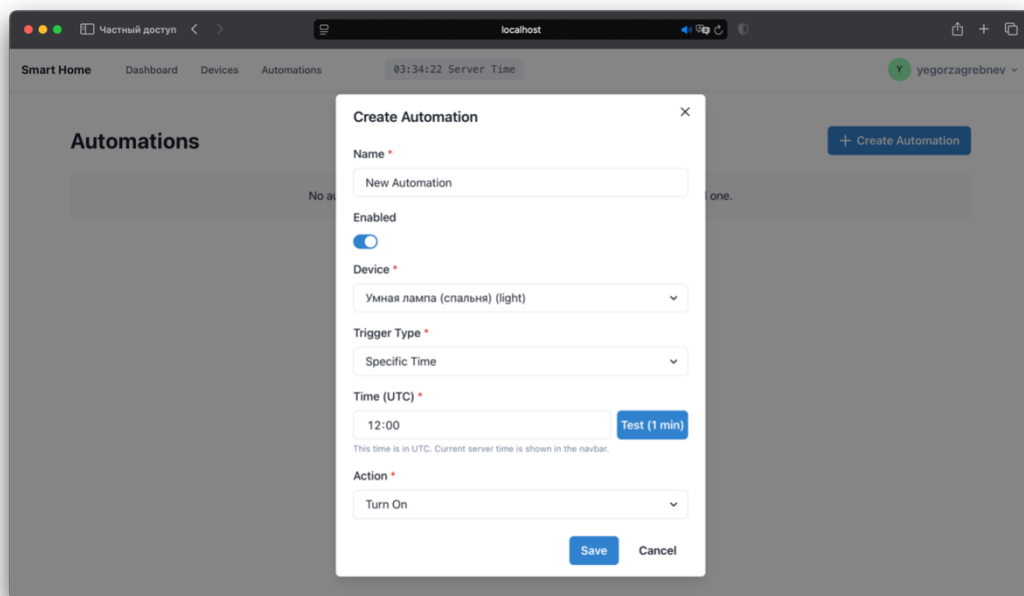 Частный доступ
localhost
Smart Home Dashboard Devices Automations 03:34:22 Server Time Y yegorzagrebnev
Automations + Create Automation
No one.
Create Automation
Name *
New Automation
Enabled
Device *
Умная лампа (спальня) (light)
Trigger Type *
Specific Time
Time (UTC) *
12:00 Test (1 min)
This time is in UTC. Current server time is shown in the navbar.
Action *
Turn On
Save Cancel